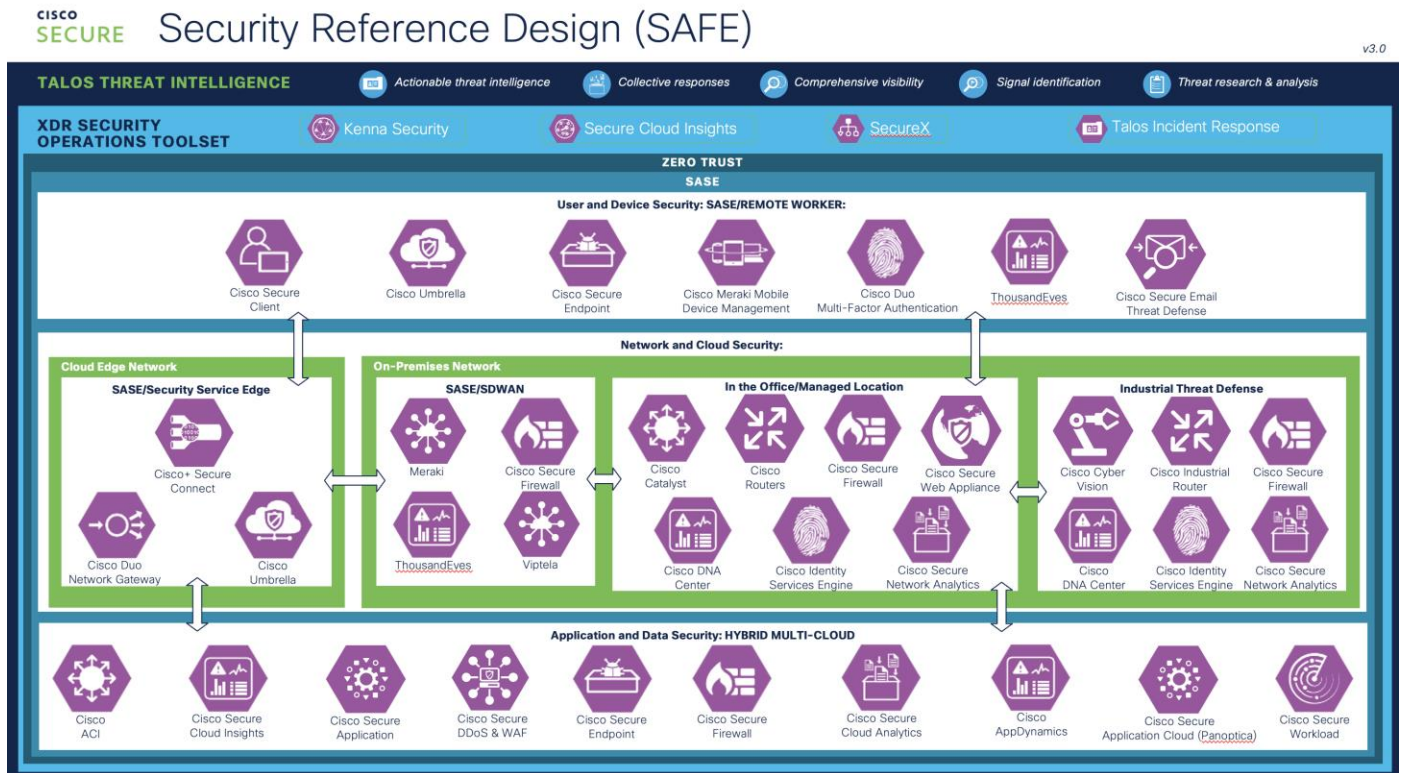 CISCO
SECURE
Security Reference Design (SAFE)
v3.0
TALOS THREAT INTELLIGENCE
Actionable threat intelligence
Collective responses
Comprehensive visibility
Signal identification
Threat research & analysis
XDR SECURITY
OPERATIONS TOOLSET
Kenna Security
Secure Cloud Insights
SecureX
Talos Incident Response
ZERO TRUST
SASE
User and Device Security: SASE/REMOTE WORKER:
Cisco Secure
Client
Cisco Umbrella
Cisco Secure
Endpoint
Cisco Meraki Mobile
Device Management
Cisco Duo
Multi-Factor Authentication
ThousandEyes
Cisco Secure Email
Threat Defense
Network and Cloud Security:
Cloud Edge Network
SASE/Security Service Edge
Cisco+ Secure
Connect
Cisco Duo
Network Gateway
Cisco
Umbrella
On-Premises Network
SASE/SDWAN
Meraki
Cisco Secure
Firewall
ThousandEyes
Viptela
In the Office/Managed Location
Cisco
Catalyst
Cisco
Routers
Cisco Secure
Firewall
Cisco Secure
Web Appliance
Cisco DNA
Center
Cisco Identity
Services Engine
Cisco Secure
Network Analytics
Industrial Threat Defense
Cisco Cyber
Vision
Cisco Industrial
Router
Cisco Secure
Firewall
Cisco
DNA Center
Cisco Identity
Services Engine
Cisco Secure
Network Analytics
Application and Data Security: HYBRID MULTI-CLOUD
Cisco
ACI
Cisco Secure
Cloud Insights
Cisco Secure
Application
Cisco Secure
DDoS & WAF
Cisco Secure
Endpoint
Cisco Secure
Firewall
Cisco Secure
Cloud Analytics
Cisco
AppDynamics
Cisco Secure
Application Cloud (Panoptica)
Cisco Secure
Workload